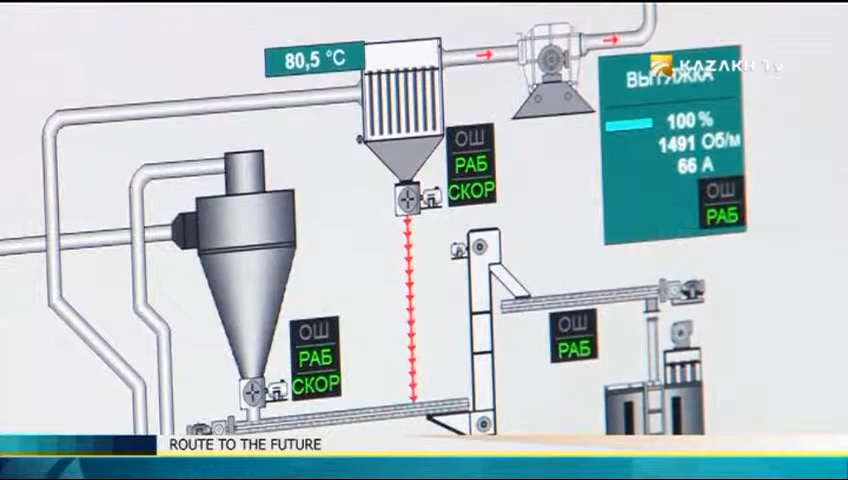 80,5 °C
KAZAKH TV
ВЫТЯЖКА
100 %
1491 Об/м
66 А
ОШ
РАБ
ОШ
РАБ
СКОР
ОШ
РАБ
СКОР
ОШ
РАБ
ROUTE TO THE FUTURE